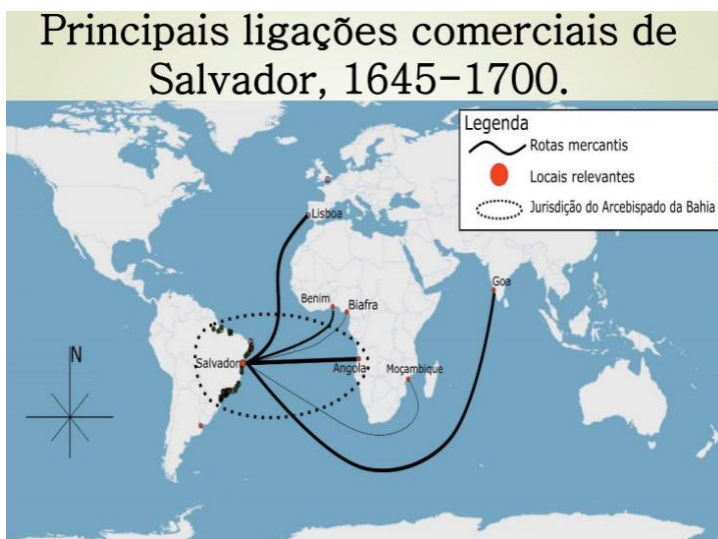 Principais ligações comerciais de
Salvador, 1645-1700.
Legenda
Rotas mercantis
Locais relevantes
Jurisdição do Arcebispado da Bahia
Lisboa
Goa
Benim
Biafra
Salvador
Angola
Moçambique
N